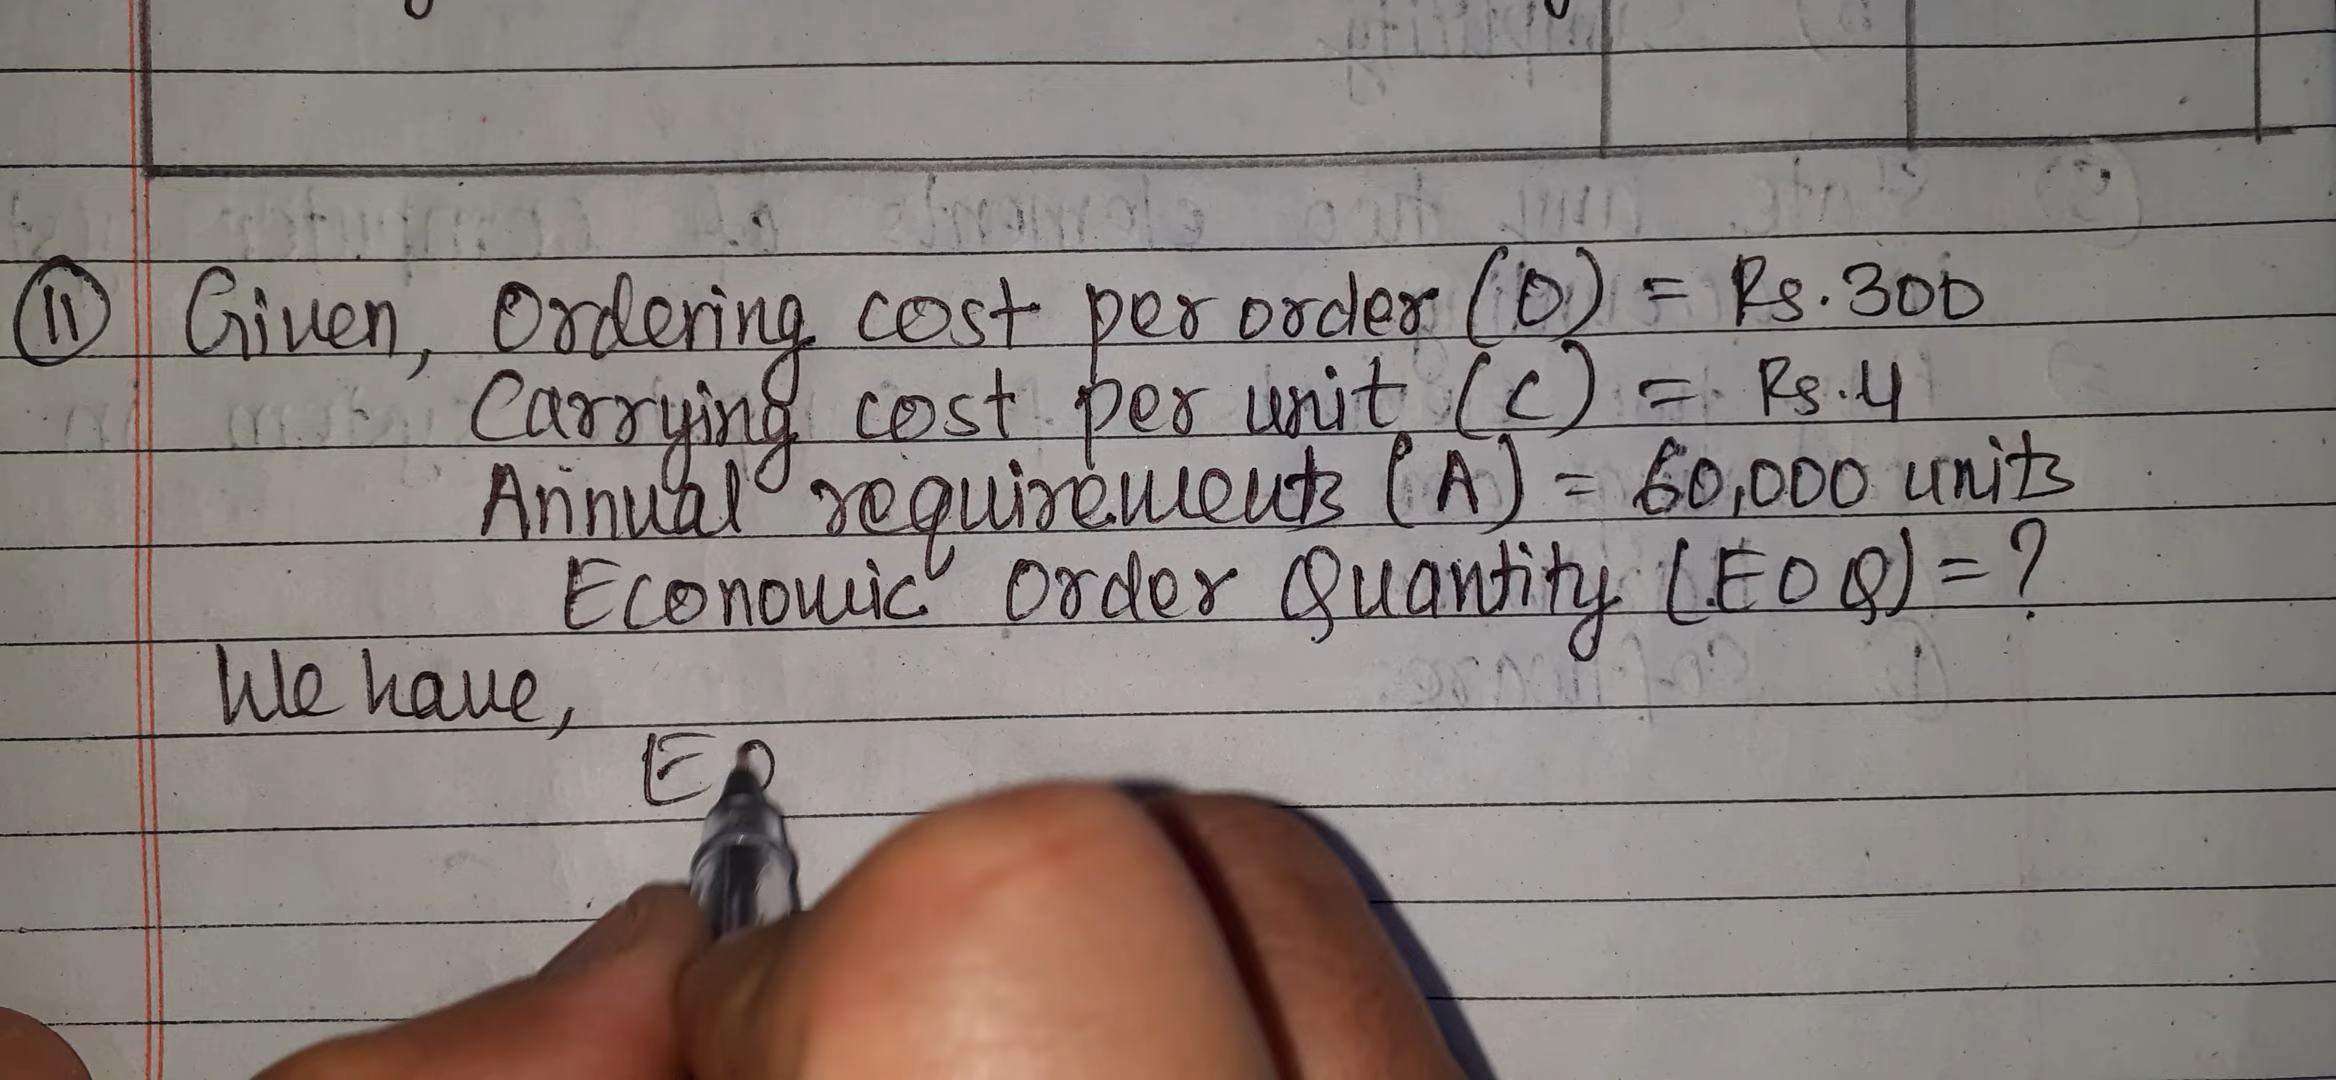 11 Given, Ordering cost per order (O) = Rs. 300
Carrying cost per unit (C) = Rs. 4
Annual requirements (A) = 60,000 units
Economic Order Quantity (EOQ) = ?
We have,
EO